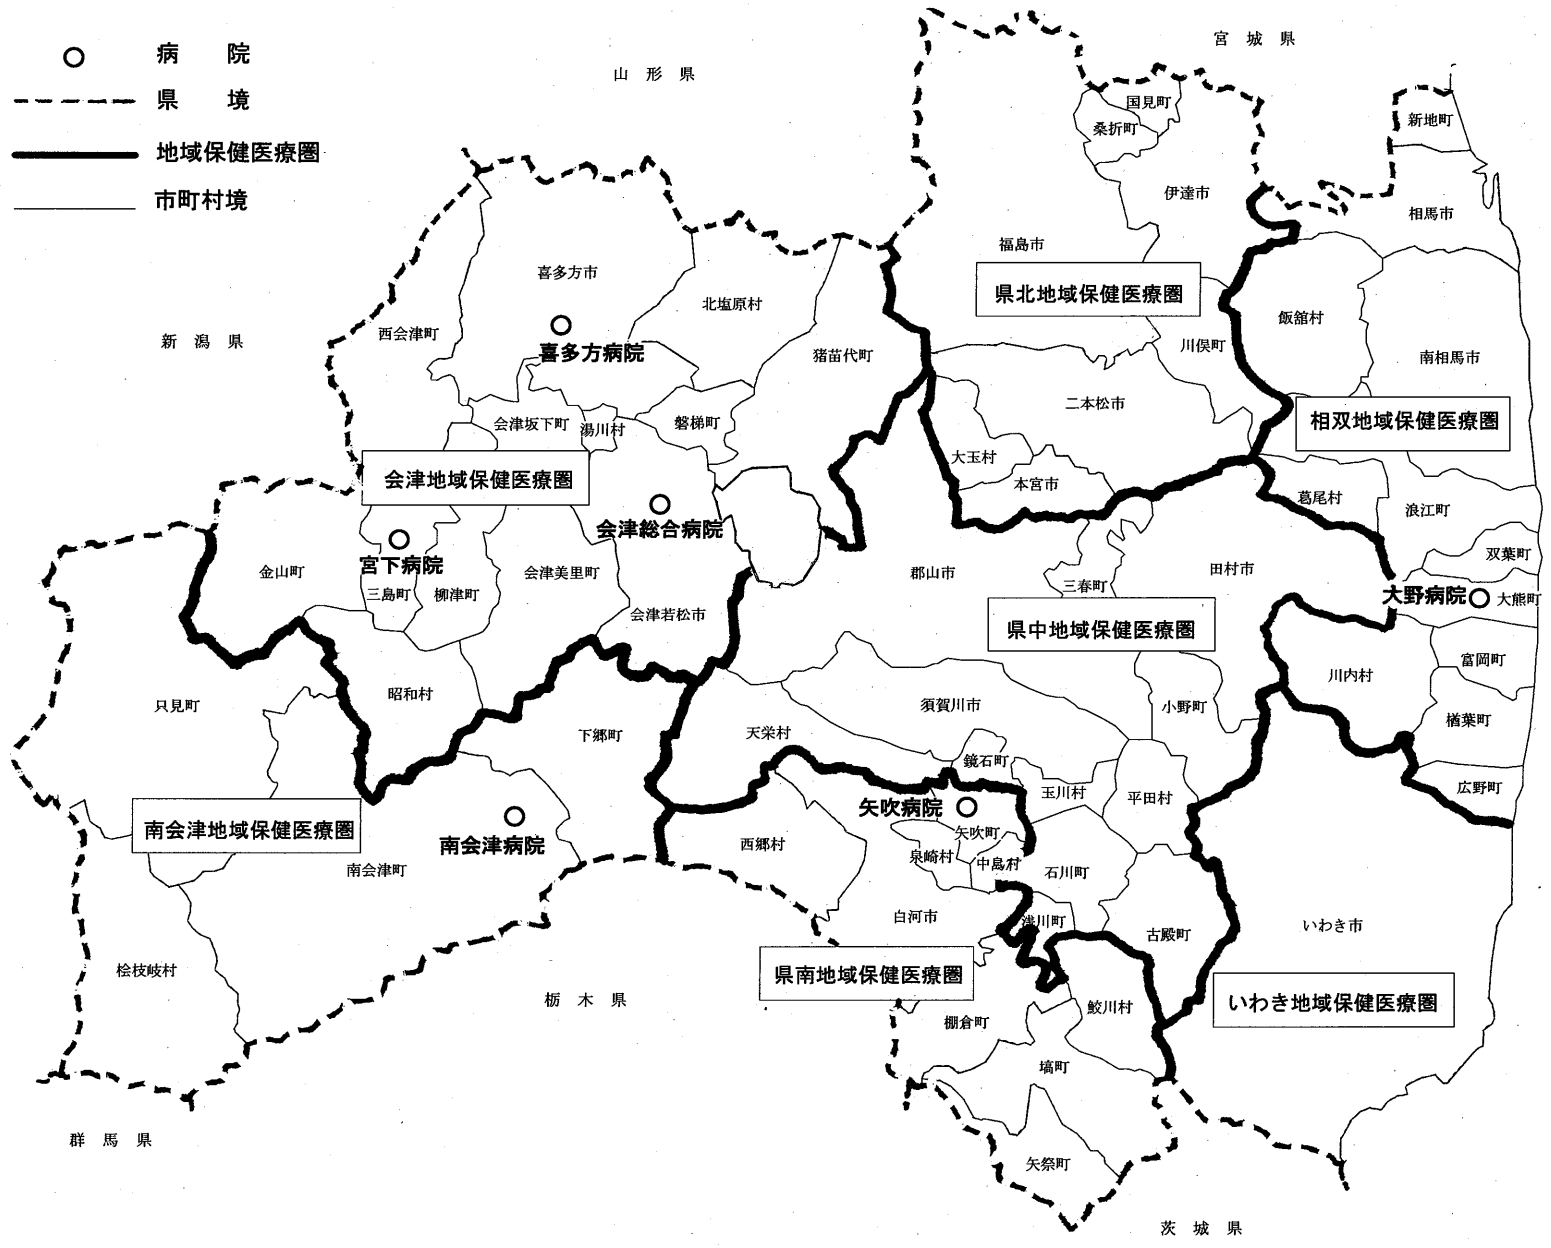 宮城県
病院
山形県
県境
国見町
新地町
桑折町
地域保健医療圏
伊達市
市町村境
相馬市
福島市
喜多方市
県北地域保健医療圏
北塩原村
飯舘村
西会津町
新潟県
川俣町
喜多方病院
猪苗代町
南相馬市
二本松市
相双地域保健医療圏
会津坂下町
湯川村
磐梯町
大玉村
会津地域保健医療圏
本宮市
葛尾村
浪江町
会津総合病院
双葉町
宮下病院
金山町
会津美里町
郡山市
三春町
田村市
三島町
柳津町
大野病院
大熊町
会津若松市
県中地域保健医療圏
富岡町
川内村
昭和村
只見町
須賀川市
小野町
楢葉町
下郷町
天栄村
鏡石町
広野町
玉川村
平田村
矢吹病院
南会津地域保健医療圏
矢吹町
南会津病院
西郷村
泉崎村
中島村
南会津町
石川町
白河市
浅川町
いわき市
古殿町
桧枝岐村
県南地域保健医療圏
栃木県
いわき地域保健医療圏
鮫川村
棚倉町
塙町
群馬県
矢祭町
茨城県